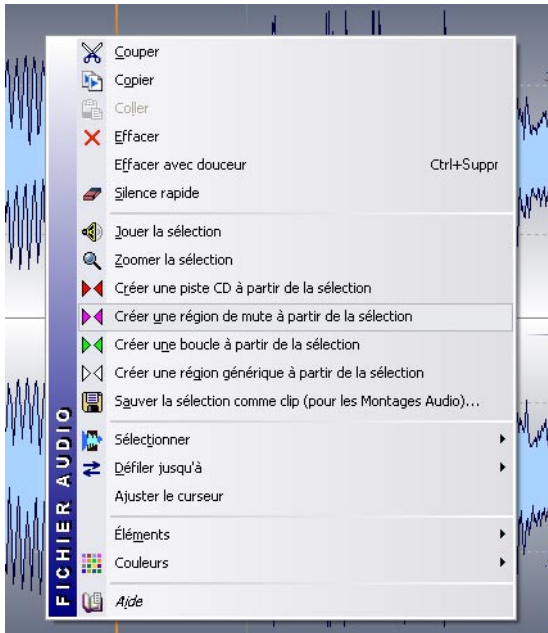 Couper
Copier
Coller
Effacer
Effacer avec douceur Ctrl+Suppr
Silence rapide
Jouer la sélection
Zoomer la sélection
Créer une piste CD à partir de la sélection
Créer une région de mute à partir de la sélection
Créer une boucle à partir de la sélection
Créer une région générique à partir de la sélection
Sauver la sélection comme clip (pour les Montages Audio)...
Sélectionner
Défiler jusqu'à
Ajuster le curseur
Éléments
Couleurs
Aide
FICHIER AUDIO